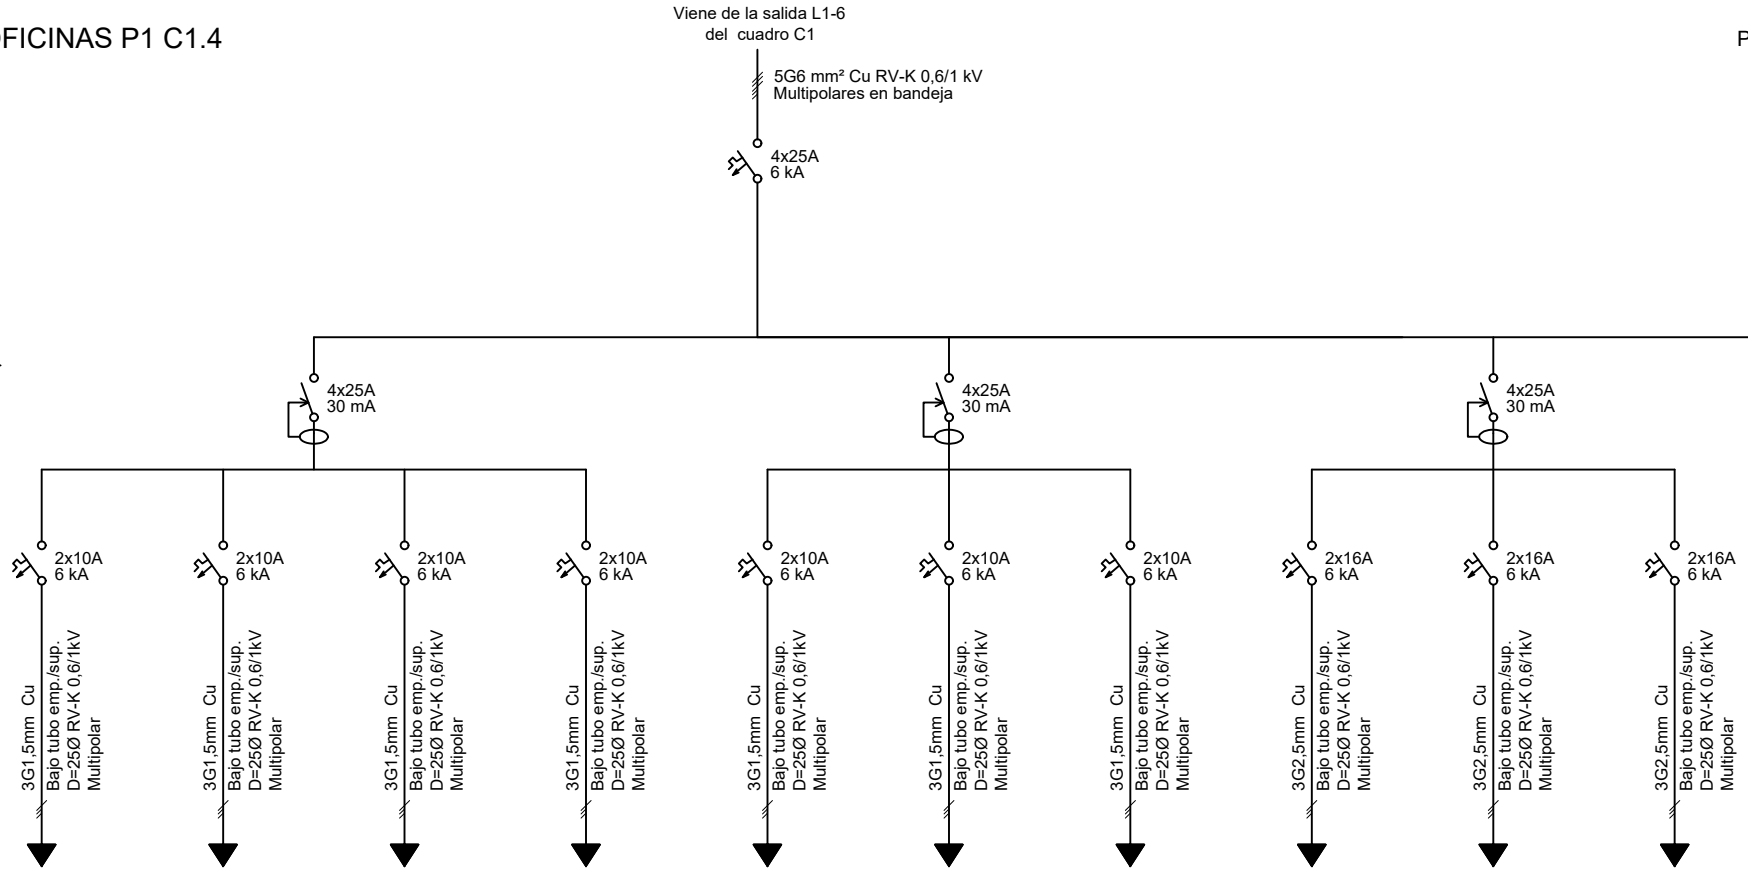 FICINAS P1 C1.4
Viene de la salida L1-6
del cuadro C1
P
5G6 mm² Cu RV-K 0,6/1 kV
Multipolares en bandeja
4x25A
6 kA
4x25A
30 mA
4x25A
30 mA
4x25A
30 mA
2x10A
6 kA
2x10A
6 kA
2x10A
6 kA
2x10A
6 kA
2x10A
6 kA
2x10A
6 kA
2x10A
6 kA
2x16A
6 kA
2x16A
6 kA
2x16A
6 kA
3G1,5mm Cu
Bajo tubo emp./sup.
D=25Ø RV-K 0,6/1kV
Multipolar
3G1,5mm Cu
Bajo tubo emp./sup.
D=25Ø RV-K 0,6/1kV
Multipolar
3G1,5mm Cu
Bajo tubo emp./sup.
D=25Ø RV-K 0,6/1kV
Multipolar
3G1,5mm Cu
Bajo tubo emp./sup.
D=25Ø RV-K 0,6/1kV
Multipolar
3G1,5mm Cu
Bajo tubo emp./sup.
D=25Ø RV-K 0,6/1kV
Multipolar
3G1,5mm Cu
Bajo tubo emp./sup.
D=25Ø RV-K 0,6/1kV
Multipolar
3G1,5mm Cu
Bajo tubo emp./sup.
D=25Ø RV-K 0,6/1kV
Multipolar
3G2,5mm Cu
Bajo tubo emp./sup.
D=25Ø RV-K 0,6/1kV
Multipolar
3G2,5mm Cu
Bajo tubo emp./sup.
D=25Ø RV-K 0,6/1kV
Multipolar
3G2,5mm Cu
Bajo tubo emp./sup.
D=25Ø RV-K 0,6/1kV
Multipolar